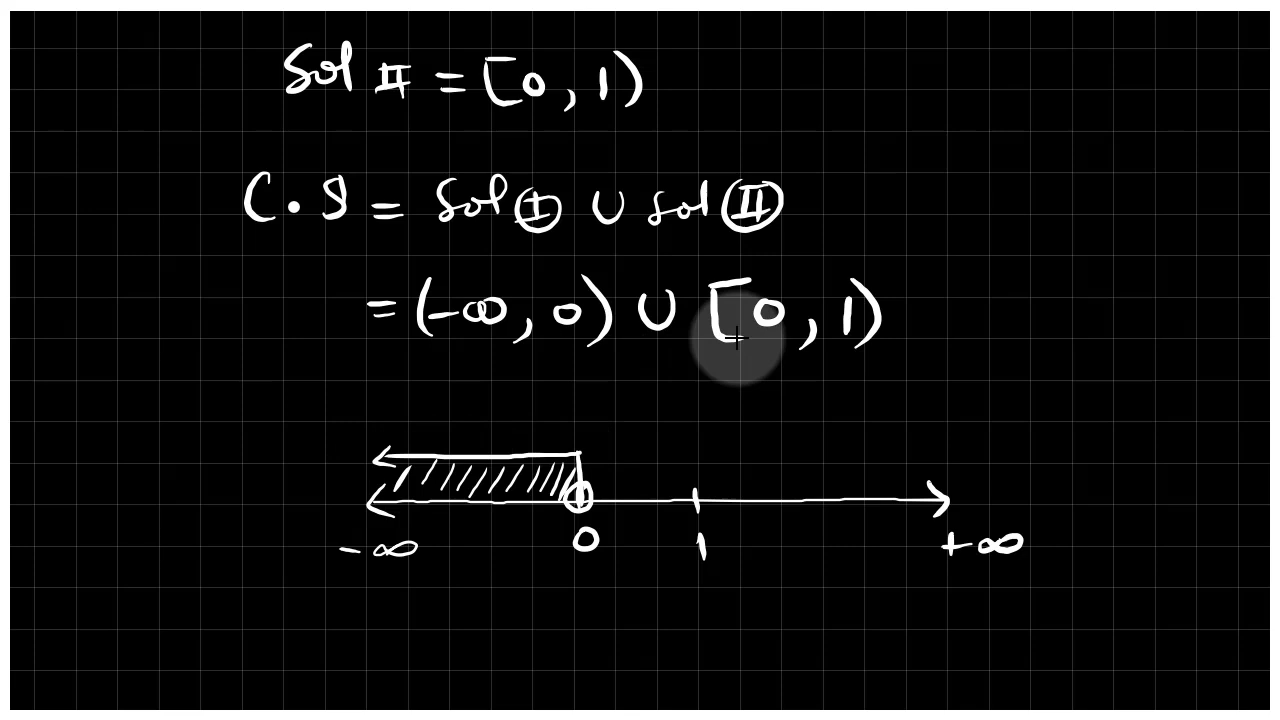 Sol II = [0, 1)
C.S = Sol I ∪ Sol II
= (-∞, 0) ∪ [0, 1)
-∞ 0 1 +∞